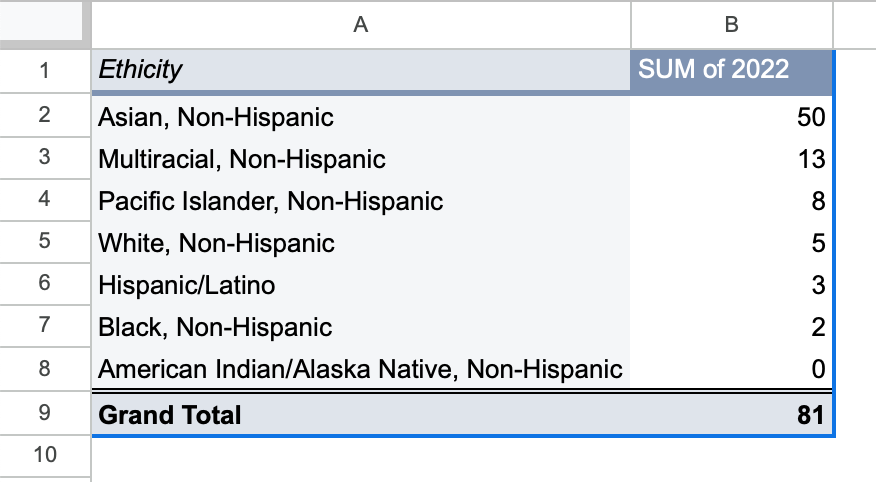 A B
1 Ethicity SUM of 2022
2 Asian, Non-Hispanic 50
3 Multiracial, Non-Hispanic 13
4 Pacific Islander, Non-Hispanic 8
5 White, Non-Hispanic 5
6 Hispanic/Latino 3
7 Black, Non-Hispanic 2
8 American Indian/Alaska Native, Non-Hispanic 0
9 Grand Total 81
10